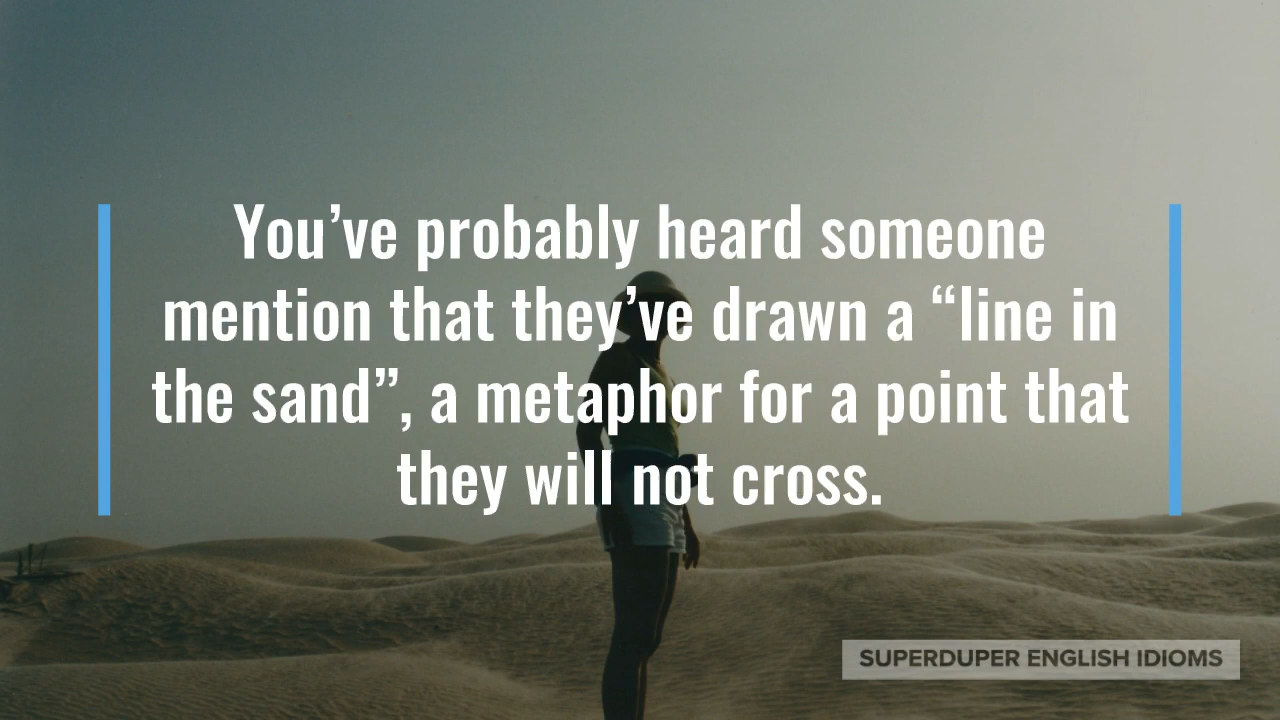 You’ve probably heard someone
mention that they’ve drawn a “line in
the sand”, a metaphor for a point that
they will not cross.
SUPERDUPER ENGLISH IDIOMS